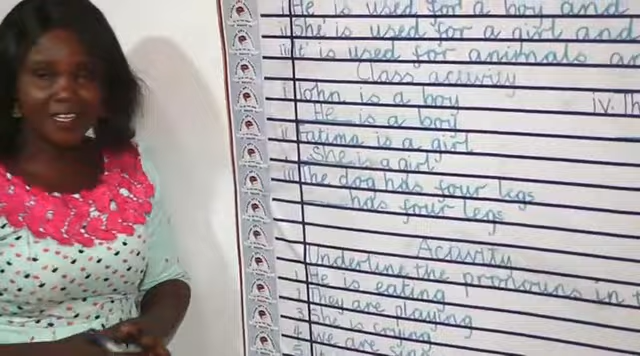 He is used for a boy and
She is used for a girl and
It is used for animals an
Class activity
i John is a boy
iv. Th
He is a boy
ii Fatima is a girl
She is a girl
iii The dog has four legs
____ has four legs
Activity
Underline the pronouns in
1. He is eating
2. They are playing
3. She is crying
4. We are
5.